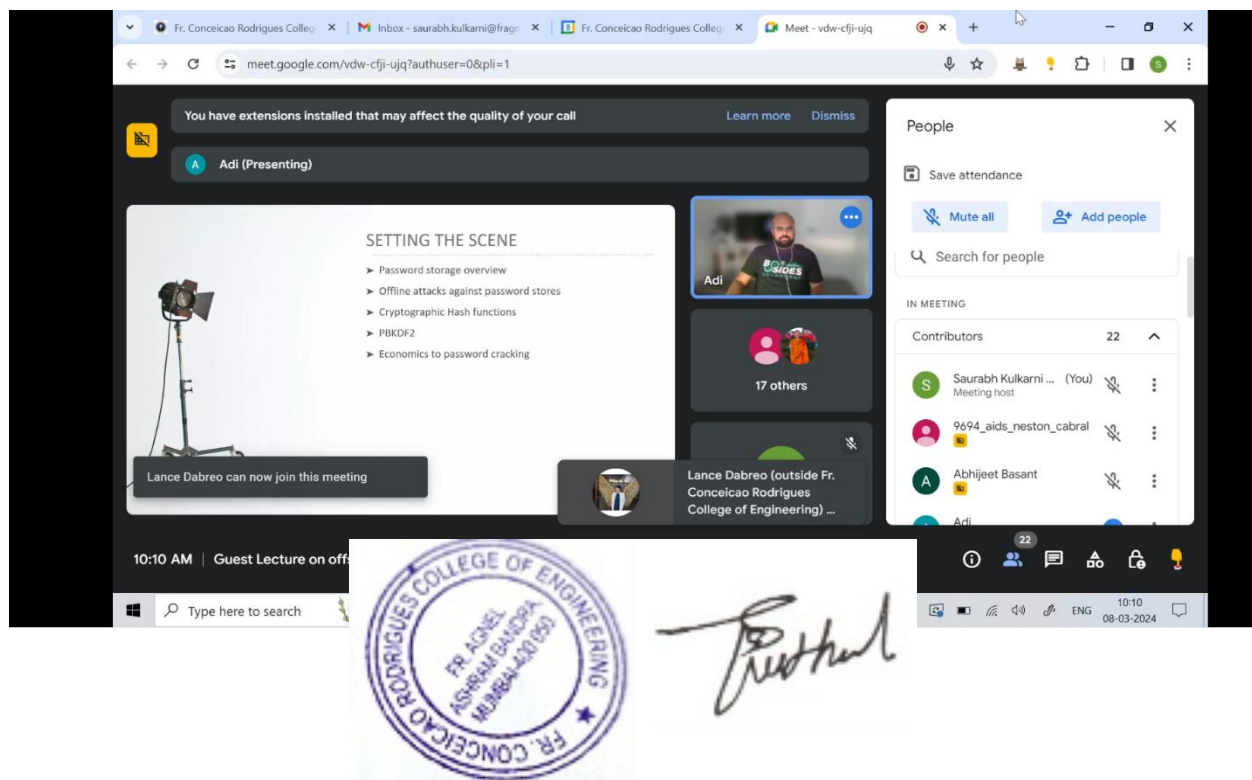 Fr. Conceicao Rodrigues Colleg
Inbox - saurabh.kulkarni@fragn
Fr. Conceicao Rodrigues Colleg
Meet - vdw-cfji-ujq
meet.google.com/vdw-cfji-ujq?authuser=0&pli=1
S
You have extensions installed that may affect the quality of your call
Learn more
Dismiss
A
Adi (Presenting)
SETTING THE SCENE
➤ Password storage overview
➤ Offline attacks against password stores
➤ Cryptographic Hash functions
➤ PBKDF2
➤ Economics to password cracking
BSIDES
Adi
17 others
Lance Dabreo can now join this meeting
Lance Dabreo (outside Fr.
Conceicao Rodrigues
College of Engineering) ...
People
Save attendance
Mute all
Add people
Search for people
IN MEETING
Contributors
22
S
Saurabh Kulkarni ... (You)
Meeting host
9694_aids_neston_cabral
A
Abhijeet Basant
Adi
10:10 AM | Guest Lecture on off
22
Type here to search
ENG
10:10
08-03-2024
FR. CONCEICAO RODRIGUES COLLEGE OF ENGINEERING ★
FR. AGNEL
ASHRAM BANDRA
MUMBAI-400 050